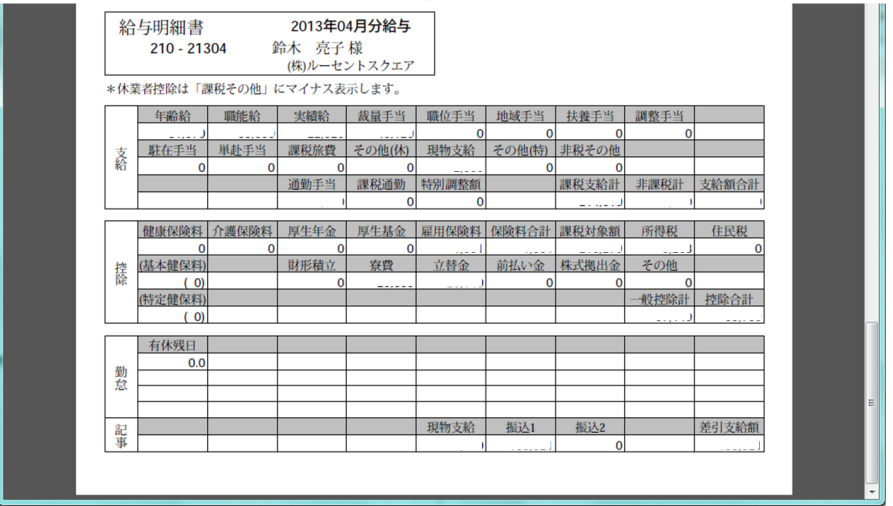 給与明細書 2013年04月分給与
210 - 21304 鈴木 亮子 様
(株)ルーセントスクエア
*休業者控除は「課税その他」にマイナス表示します。
支給
年齢給 職能給 実績給 裁量手当 職位手当 地域手当 扶養手当 調整手当
0 0 0 0
駐在手当 単赴手当 課税旅費 その他(休) 現物支給 その他(特) 非税その他
0 0 0 0 0 0
通勤手当 課税通勤 特別調整額 課税支給計 非課税計 支給額合計
0 0
控除
健康保険料 介護保険料 厚生年金 厚生基金 雇用保険料 保険料合計 課税対象額 所得税 住民税
0 0 0 0 0
(基本健保料) 財形積立 寮費 立替金 前払い金 株式拠出金 その他
( 0) 0 0 0 0
(特定健保料) 一般控除計 控除合計
( 0)
勤怠
有休残日
0.0
記事
現物支給 振込1 振込2 差引支給額
0